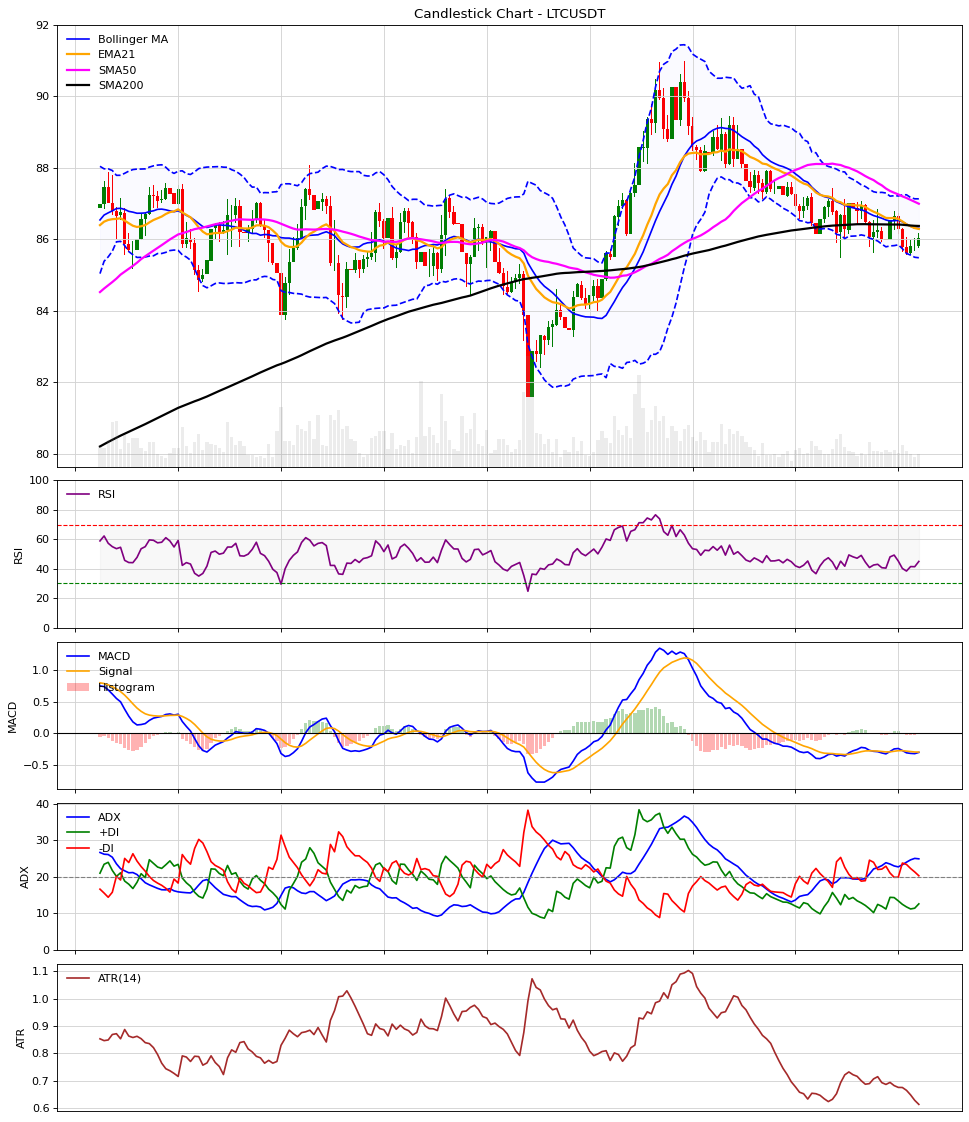 Candlestick Chart - LTCUSDT
92
90
88
86
84
82
80
Bollinger MA
EMA21
SMA50
SMA200
100
80
60
40
20
0
RSI
RSI
1.0
0.5
0.0
−0.5
MACD
MACD
Signal
Histogram
40
30
20
10
0
ADX
ADX
+DI
-DI
1.1
1.0
0.9
0.8
0.7
0.6
ATR
ATR(14)